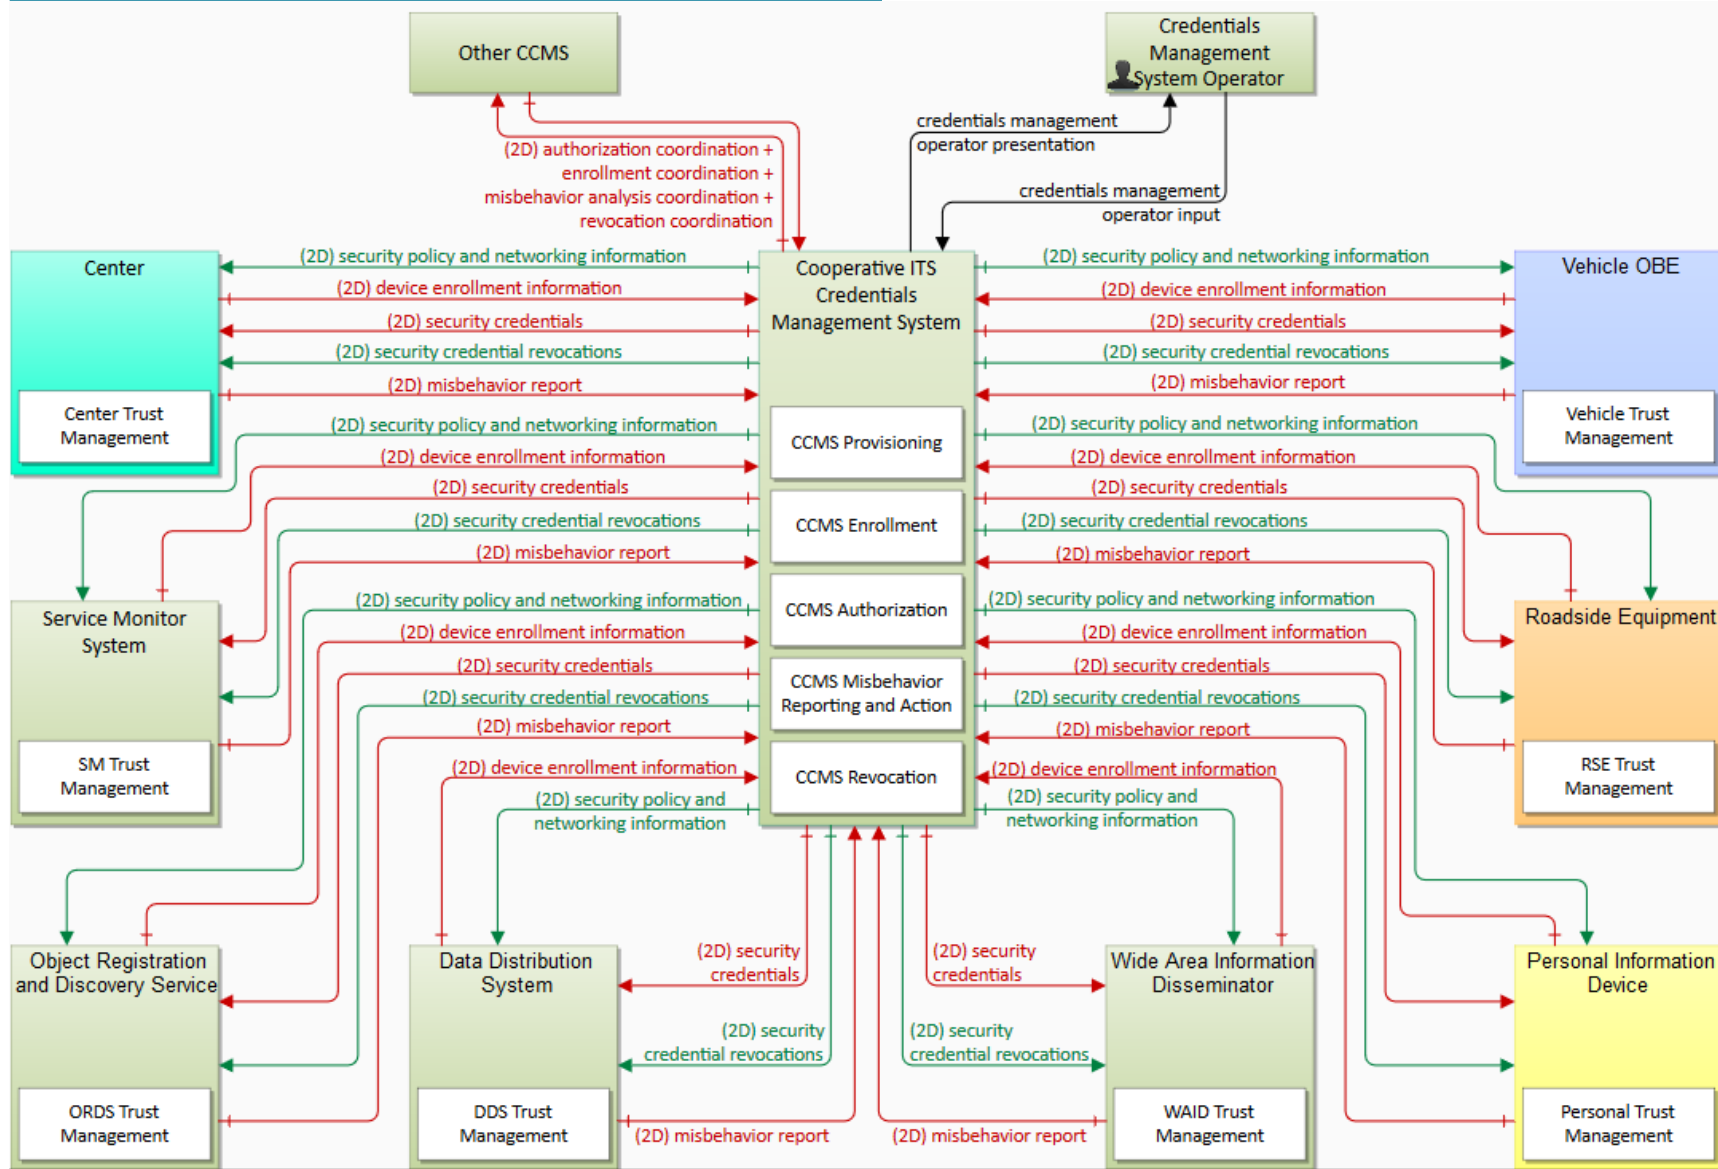 Other CCMS
Credentials
Management
System Operator
credentials management
operator presentation
(2D) authorization coordination +
enrollment coordination +
misbehavior analysis coordination +
revocation coordination
credentials management
operator input
Center
(2D) security policy and networking information
(2D) device enrollment information
(2D) security credentials
(2D) security credential revocations
(2D) misbehavior report
Center Trust
Management
Cooperative ITS
Credentials
Management System
(2D) security policy and networking information
(2D) device enrollment information
(2D) security credentials
(2D) security credential revocations
(2D) misbehavior report
Vehicle OBE
Vehicle Trust
Management
CCMS Provisioning
CCMS Enrollment
CCMS Authorization
CCMS Misbehavior
Reporting and Action
CCMS Revocation
(2D) security policy and networking information
(2D) device enrollment information
(2D) security credentials
(2D) security credential revocations
(2D) misbehavior report
Service Monitor
System
SM Trust
Management
(2D) security policy and networking information
(2D) device enrollment information
(2D) security credentials
(2D) security credential revocations
(2D) misbehavior report
Roadside Equipment
RSE Trust
Management
(2D) security policy and networking information
(2D) device enrollment information
(2D) security credentials
(2D) security credential revocations
(2D) misbehavior report
Object Registration
and Discovery Service
ORDS Trust
Management
(2D) security policy and networking information
(2D) device enrollment information
(2D) security credentials
(2D) security credential revocations
(2D) misbehavior report
Personal Information
Device
Personal Trust
Management
(2D) device enrollment information
(2D) security policy and
networking information
(2D) security
credentials
(2D) security
credential revocations
(2D) misbehavior report
Data Distribution
System
DDS Trust
Management
(2D) device enrollment information
(2D) security policy and
networking information
(2D) security
credentials
(2D) security
credential revocations
(2D) misbehavior report
Wide Area Information
Disseminator
WAID Trust
Management